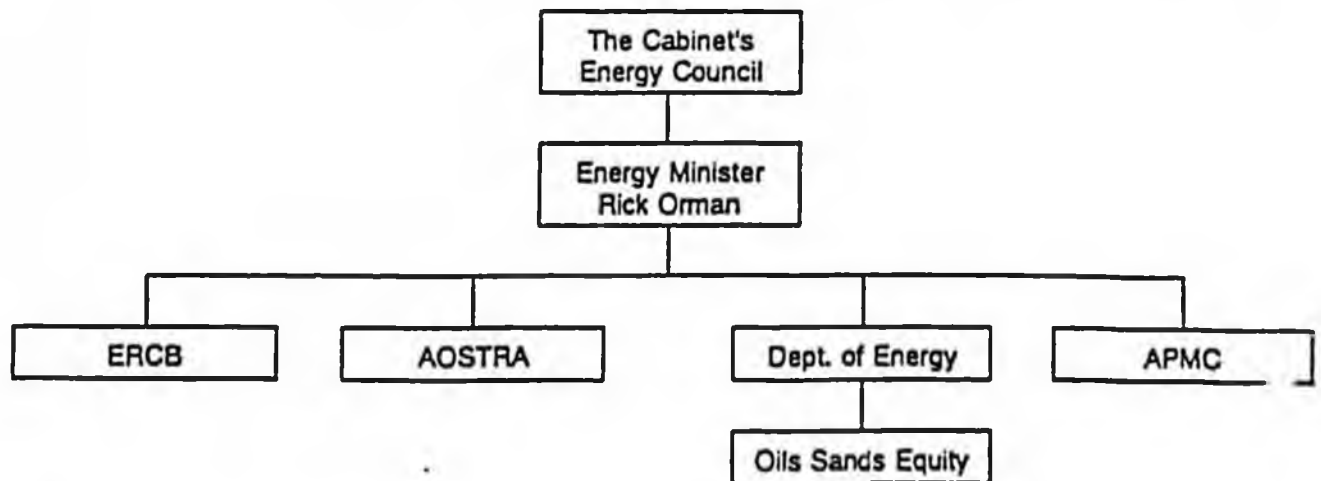 The Cabinet's
Energy Council
Energy Minister
Rick Orman
ERCB
AOSTRA
Dept. of Energy
APMC
Oils Sands Equity